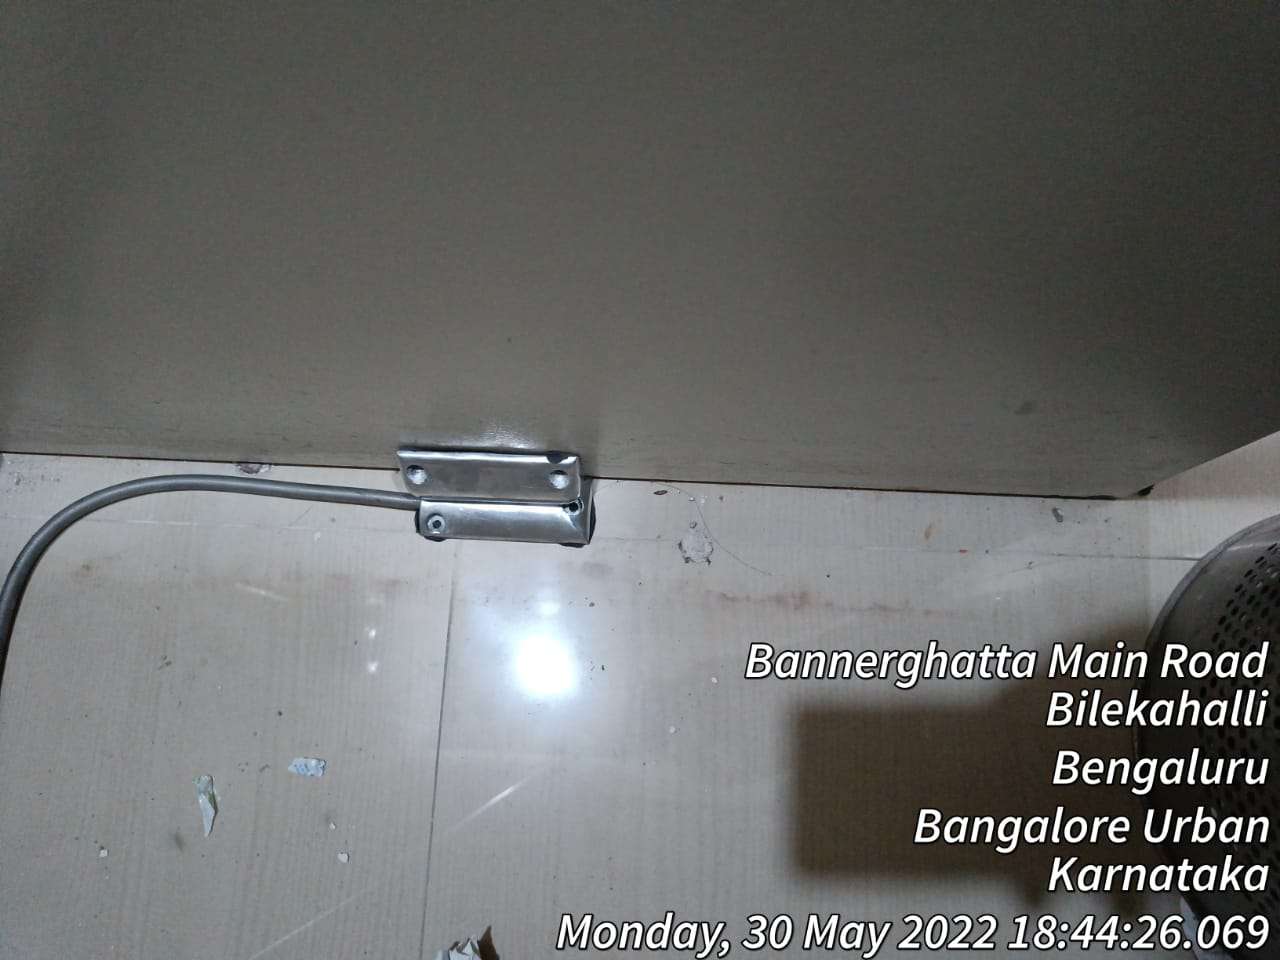 Bannerghatta Main Road
Bilekahalli
Bengaluru
Bangalore Urban
Karnataka
Monday, 30 May 2022 18:44:26.069